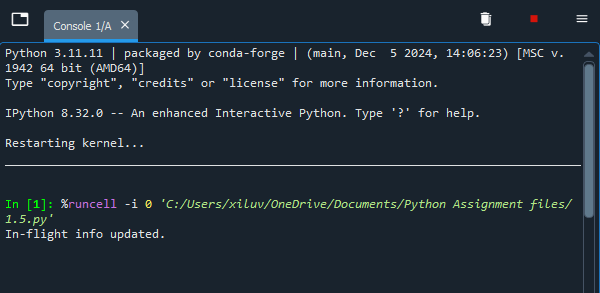 Console 1/A
Python 3.11.11 | packaged by conda-forge | (main, Dec  5 2024, 14:06:23) [MSC v.
1942 64 bit (AMD64)]
Type "copyright", "credits" or "license" for more information.
IPython 8.32.0 -- An enhanced Interactive Python. Type '?' for help.
Restarting kernel...
In [1]: %runcell -i 0 'C:/Users/xiluv/OneDrive/Documents/Python Assignment files/
1.5.py'
In-flight info updated.